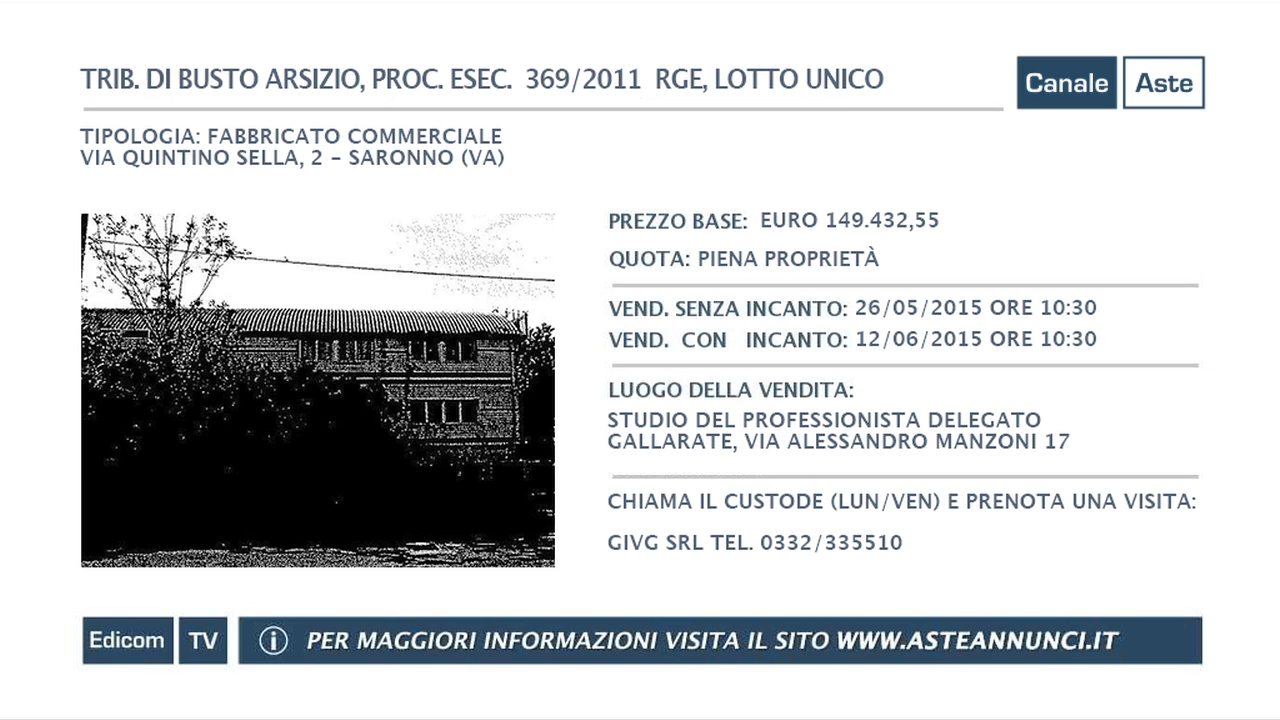 TRIB. DI BUSTO ARSIZIO, PROC. ESEC. 369/2011 RGE, LOTTO UNICO
Canale Aste
TIPOLOGIA: FABBRICATO COMMERCIALE
VIA QUINTINO SELLA, 2 – SARONNO (VA)
PREZZO BASE: EURO 149.432,55
QUOTA: PIENA PROPRIETÀ
VEND. SENZA INCANTO: 26/05/2015 ORE 10:30
VEND. CON INCANTO: 12/06/2015 ORE 10:30
LUOGO DELLA VENDITA:
STUDIO DEL PROFESSIONISTA DELEGATO
GALLARATE, VIA ALESSANDRO MANZONI 17
CHIAMA IL CUSTODE (LUN/VEN) E PRENOTA UNA VISITA:
GIVG SRL TEL. 0332/335510
Edicom TV
PER MAGGIORI INFORMAZIONI VISITA IL SITO WWW.ASTEANNUNCI.IT